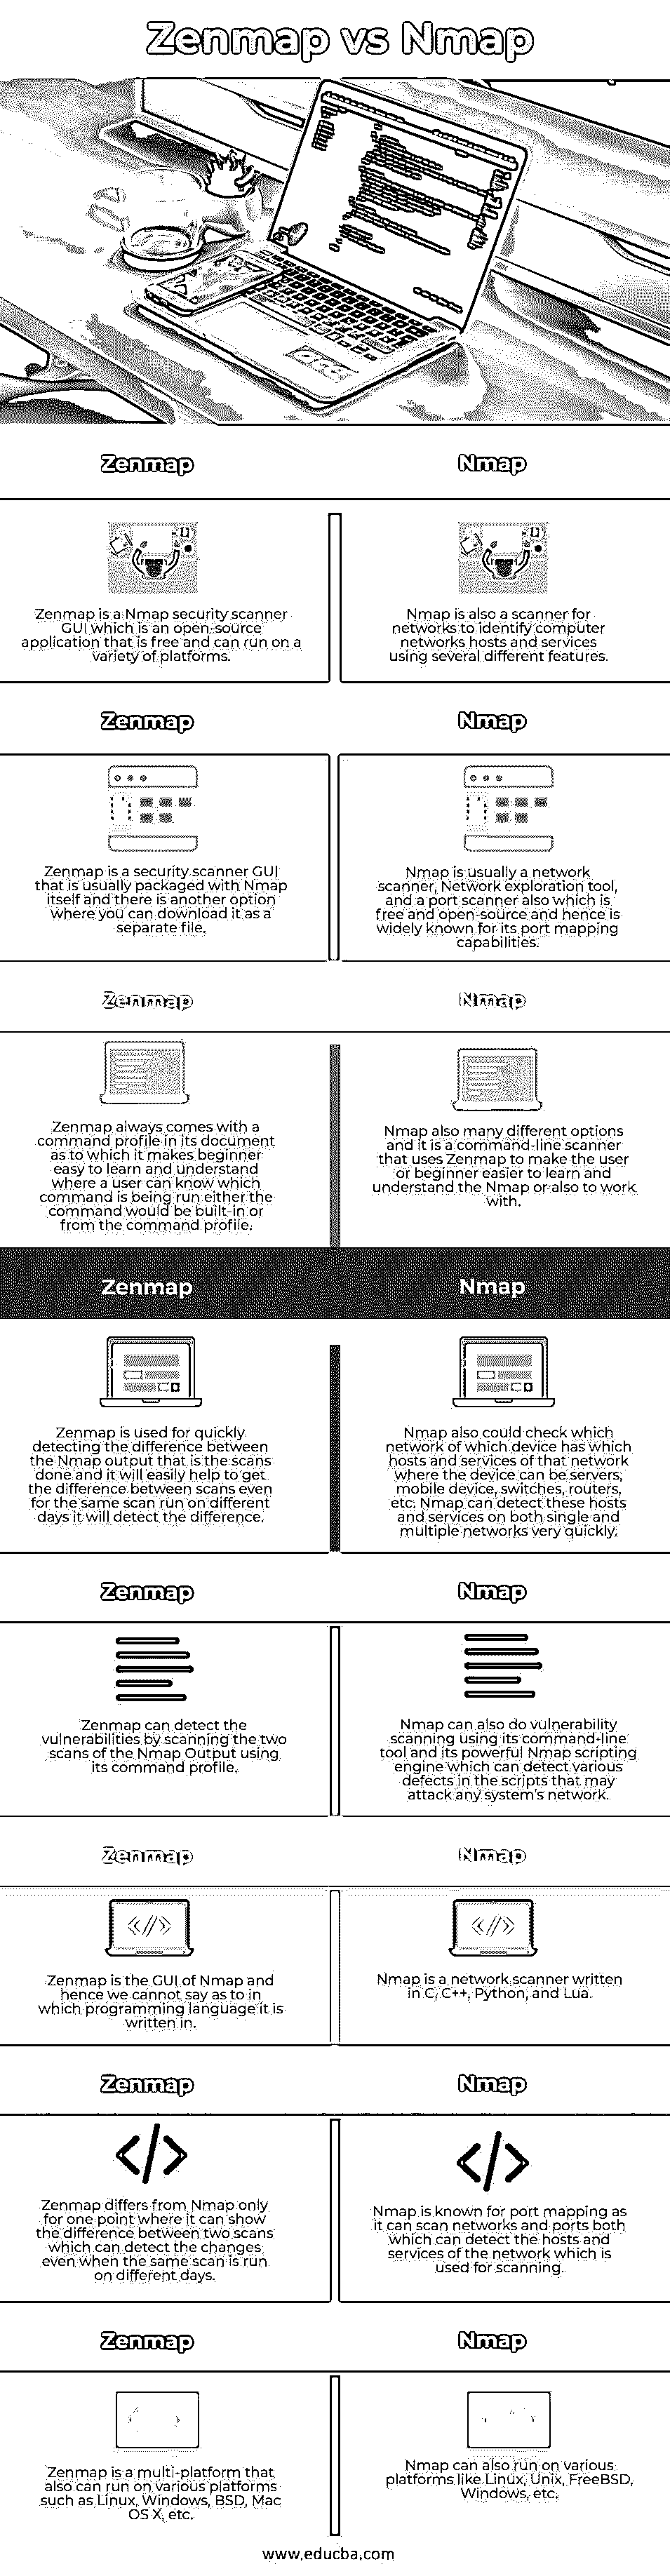 Zenmap vs Nmap
Zenmap
Nmap
Zenmap is a Nmap security scanner
GUI which is an open-source
application that is free and can run on a
variety of platforms.
Nmap is also a scanner for
networks to identify computer
networks hosts and services
using several different features.
Zenmap
Nmap
Zenmap is a security scanner GUI
that is usually packaged with Nmap
itself and there is another option
where you can download it as a
separate file.
Nmap is usually a network
scanner, Network exploration tool,
and a port scanner also which is
free and open-source and hence is
widely known for its port mapping
capabilities.
Zenmap
Nmap
Zenmap always comes with a
command profile in its document
as to which it makes beginner
easy to learn and understand
where a user can know which
command is being run either the
command would be built-in or
from the command profile.
Nmap also many different options
and it is a command-line scanner
that uses Zenmap to make the user
or beginner easier to learn and
understand the Nmap or also to work
with.
Zenmap
Nmap
Zenmap is used for quickly
detecting the difference between
the Nmap output that is the scans
done and it will easily help to get
the difference between scans even
for the same scan run on different
days it will detect the difference.
Nmap also could check which
network of which device has which
hosts and services of that network
where the device can be servers,
mobile device, switches, routers,
etc. Nmap can detect these hosts
and services on both single and
multiple networks very quickly.
Zenmap
Nmap
Zenmap can detect the
vulnerabilities by scanning the two
scans of the Nmap Output using
its command profile.
Nmap can also do vulnerability
scanning using its command-line
tool and its powerful Nmap scripting
engine which can detect various
defects in the scripts that may
attack any system's network.
Zenmap
Nmap
Zenmap is the GUI of Nmap and
hence we cannot say as to in
which programming language it is
written in.
Nmap is a network scanner written
in C, C++, Python, and Lua.
Zenmap
Nmap
Zenmap differs from Nmap only
for one point where it can show
the difference between two scans
which can detect the changes
even when the same scan is run
on different days.
Nmap is known for port mapping as
it can scan networks and ports both
which can detect the hosts and
services of the network which is
used for scanning.
Zenmap
Nmap
Zenmap is a multi-platform that
also can run on various platforms
such as Linux, Windows, BSD, Mac
OS X, etc.
Nmap can also run on various
platforms like Linux, Unix, FreeBSD,
Windows, etc.
www.educba.com